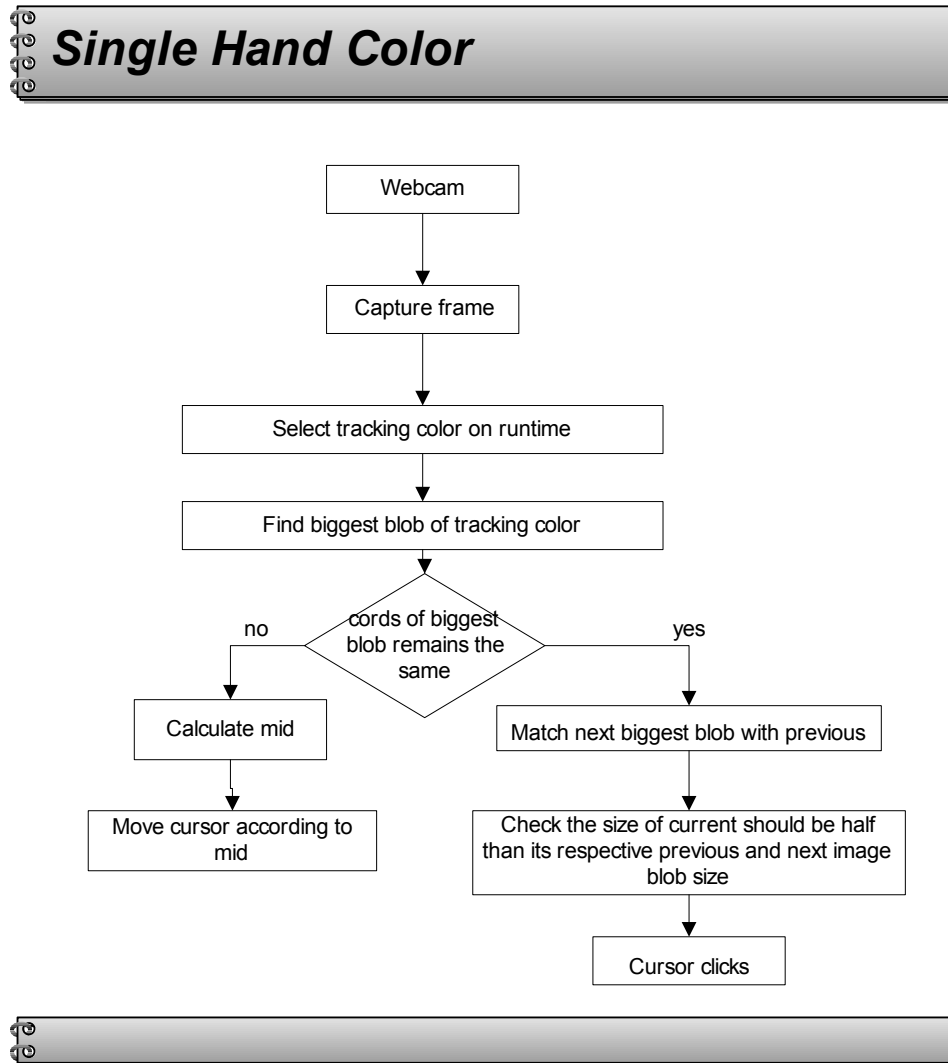 Single Hand Color
Webcam
Capture frame
Select tracking color on runtime
Find biggest blob of tracking color
cords of biggest
blob remains the
same
no
yes
Calculate mid
Match next biggest blob with previous
Move cursor according to
mid
Check the size of current should be half
than its respective previous and next image
blob size
Cursor clicks